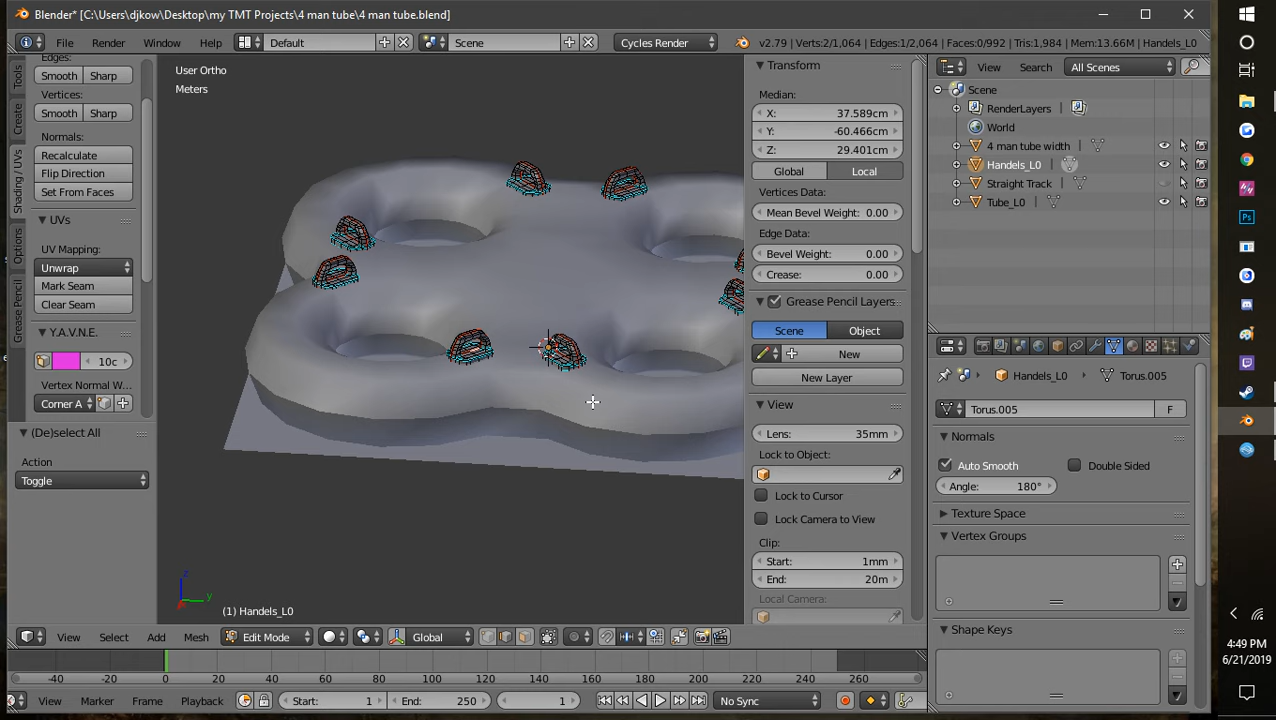 Blender* [C:\Users\djkow\Desktop\my TMT Projects\4 man tube\4 man tube.blend]
File Render Window Help Default Scene Cycles Render v2.79 | Verts:2/1,064 | Edges:1/2,064 | Faces:0/992 | Tris:1,984 | Mem:13.66M | Handels_L0
Tools
Create
Shading / UVs
Options
Grease Pencil
Edges:
Smooth Sharp
Vertices:
Smooth Sharp
Normals:
Recalculate
Flip Direction
Set From Faces
UVs
UV Mapping:
Unwrap
Mark Seam
Clear Seam
Y.A.V.N.E.
10c
Vertex Normal W...
Corner A
(De)select All
Action
Toggle
User Ortho
Meters
z
y
(1) Handels_L0
Transform
Median:
X: 37.589cm
Y: -60.466cm
Z: 29.401cm
Global Local
Vertices Data:
Mean Bevel Weight: 0.00
Edge Data:
Bevel Weight: 0.00
Crease: 0.00
Grease Pencil Layers
Scene Object
New
New Layer
View
Lens: 35mm
Lock to Object:
Lock to Cursor
Lock Camera to View
Clip:
Start: 1mm
End: 20m
Local Camera:
View Search All Scenes
Scene
RenderLayers
World
4 man tube width
Handels_L0
Straight Track
Tube_L0
Handels_L0 Torus.005
Torus.005 F
Normals
Auto Smooth Double Sided
Angle: 180°
Texture Space
Vertex Groups
Shape Keys
View Select Add Mesh Edit Mode Global
-40 -20 0 20 40 60 80 100 120 140 160 180 200 220 240 260
View Marker Frame Playback Start: 1 End: 250 1 No Sync
4:49 PM
6/21/2019